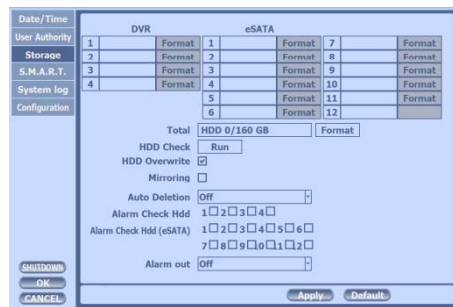 Date/Time
User Authority
Storage
S.M.A.R.T.
System log
Configuration
SHUTDOWN
OK
CANCEL
DVR eSATA
1 Format 1 Format 7 Format
2 Format 2 Format 8 Format
3 Format 3 Format 9 Format
4 Format 4 Format 10 Format
5 Format 11 Format
6 Format 12
Total HDD 0/160 GB Format
HDD Check Run
HDD Overwrite
Mirroring
Auto Deletion Off
Alarm Check Hdd 1 2 3 4
Alarm Check Hdd (eSATA) 1 2 3 4 5 6
7 8 9 10 11 12
Alarm out Off
Apply Default